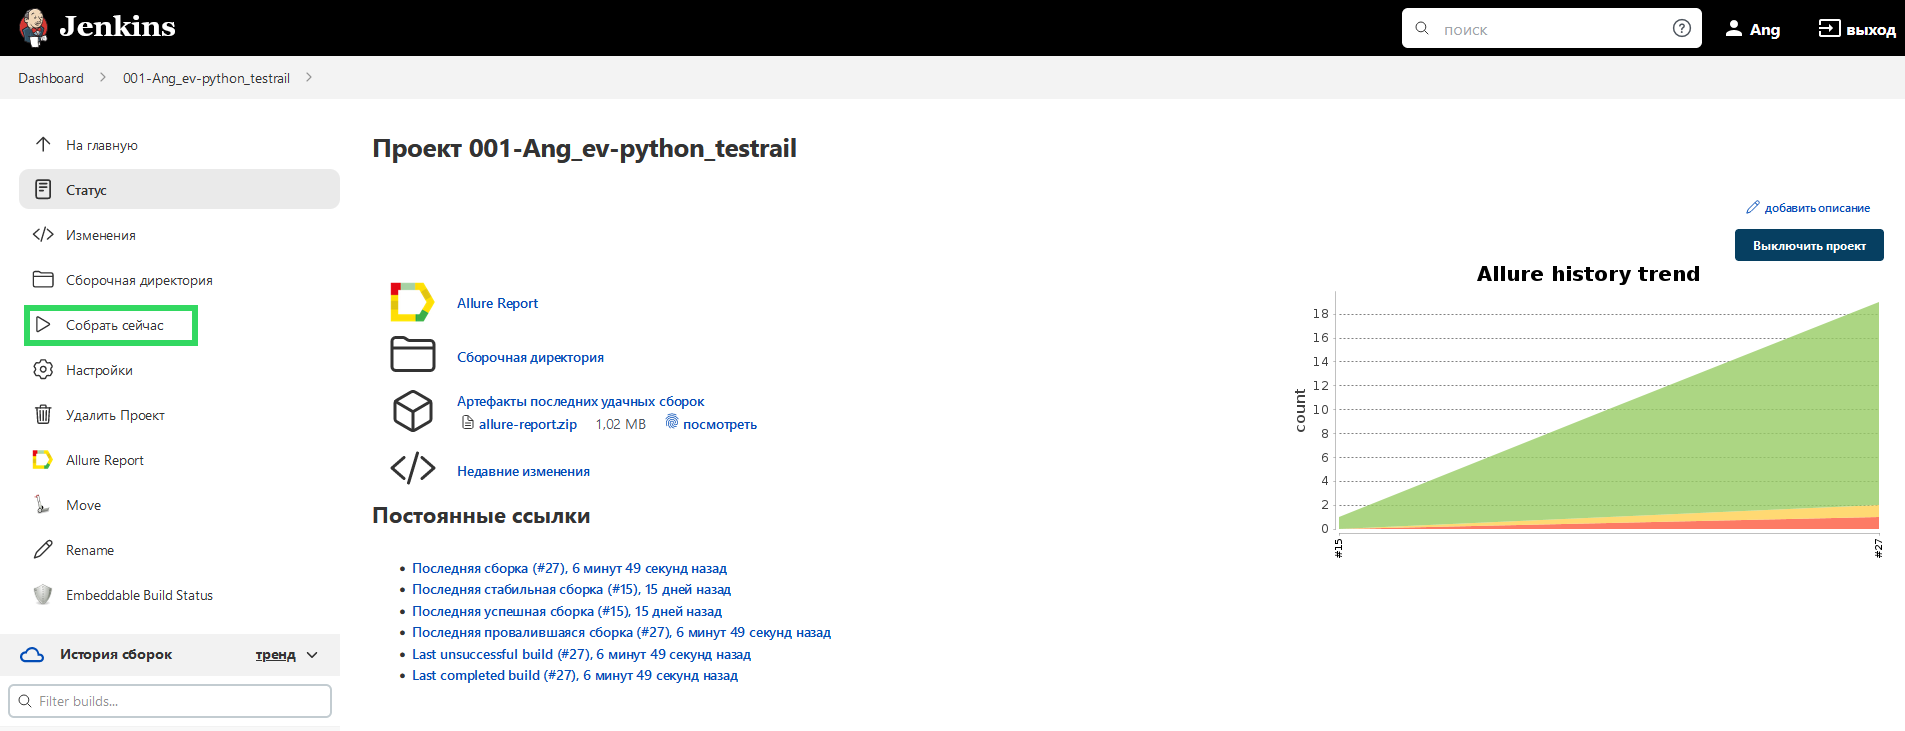 Jenkins
поиск
Ang
выход
Dashboard
001-Ang_ev-python_testrail
На главную
Статус
Изменения
Сборочная директория
Собрать сейчас
Настройки
Удалить Проект
Allure Report
Move
Rename
Embeddable Build Status
История сборок
тренд
Filter builds...
Проект 001-Ang_ev-python_testrail
добавить описание
Выключить проект
Allure Report
Сборочная директория
Артефакты последних удачных сборок
allure-report.zip 1,02 MB посмотреть
Недавние изменения
Постоянные ссылки
Последняя сборка (#27), 6 минут 49 секунд назад
Последняя стабильная сборка (#15), 15 дней назад
Последняя успешная сборка (#15), 15 дней назад
Последняя провалившаяся сборка (#27), 6 минут 49 секунд назад
Last unsuccessful build (#27), 6 минут 49 секунд назад
Last completed build (#27), 6 минут 49 секунд назад
Allure history trend
count
18
16
14
12
10
8
6
4
2
0
#15
#27